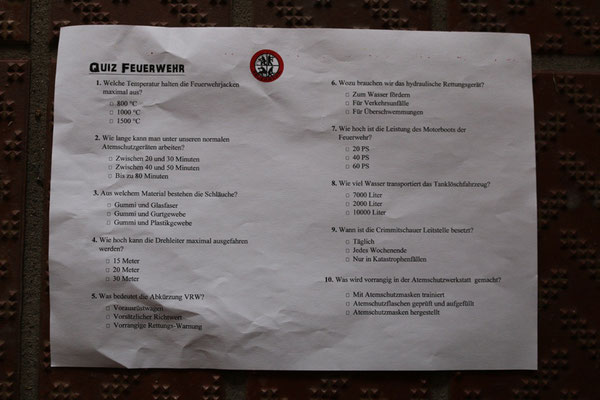 QUIZ FEUERWEHR
1. Welche Temperatur halten die Feuerwehrjacken
maximal aus?
□ 800 °C
□ 1000 °C
□ 1500 °C
2. Wie lange kann man unter unseren normalen
Atemschutzgeräten arbeiten?
□ Zwischen 20 und 30 Minuten
□ Zwischen 40 und 50 Minuten
□ Bis zu 80 Minuten
3. Aus welchem Material bestehen die Schläuche?
□ Gummi und Glasfaser
□ Gummi und Gurtgewebe
□ Gummi und Plastikgewebe
4. Wie hoch kann die Drehleiter maximal ausgefahren
werden?
□ 15 Meter
□ 20 Meter
□ 30 Meter
5. Was bedeutet die Abkürzung VRW?
□ Vorausrüstwagen
□ Vorsätzlicher Richtwert
□ Vorrangige Rettungs-Warnung
6. Wozu brauchen wir das hydraulische Rettungsgerät?
□ Zum Wasser fördern
□ Für Verkehrsunfälle
□ Für Überschwemmungen
7. Wie hoch ist die Leistung des Motorboots der
Feuerwehr?
□ 20 PS
□ 40 PS
□ 60 PS
8. Wie viel Wasser transportiert das Tanklöschfahrzeug?
□ 7000 Liter
□ 2000 Liter
□ 10000 Liter
9. Wann ist die Crimmitschauer Leitstelle besetzt?
□ Täglich
□ Jedes Wochenende
□ Nur in Katastrophenfällen
10. Was wird vorrangig in der Atemschutzwerkstatt gemacht?
□ Mit Atemschutzmasken trainiert
□ Atemschutzflaschen geprüft und aufgefüllt
□ Atemschutzmasken hergestellt